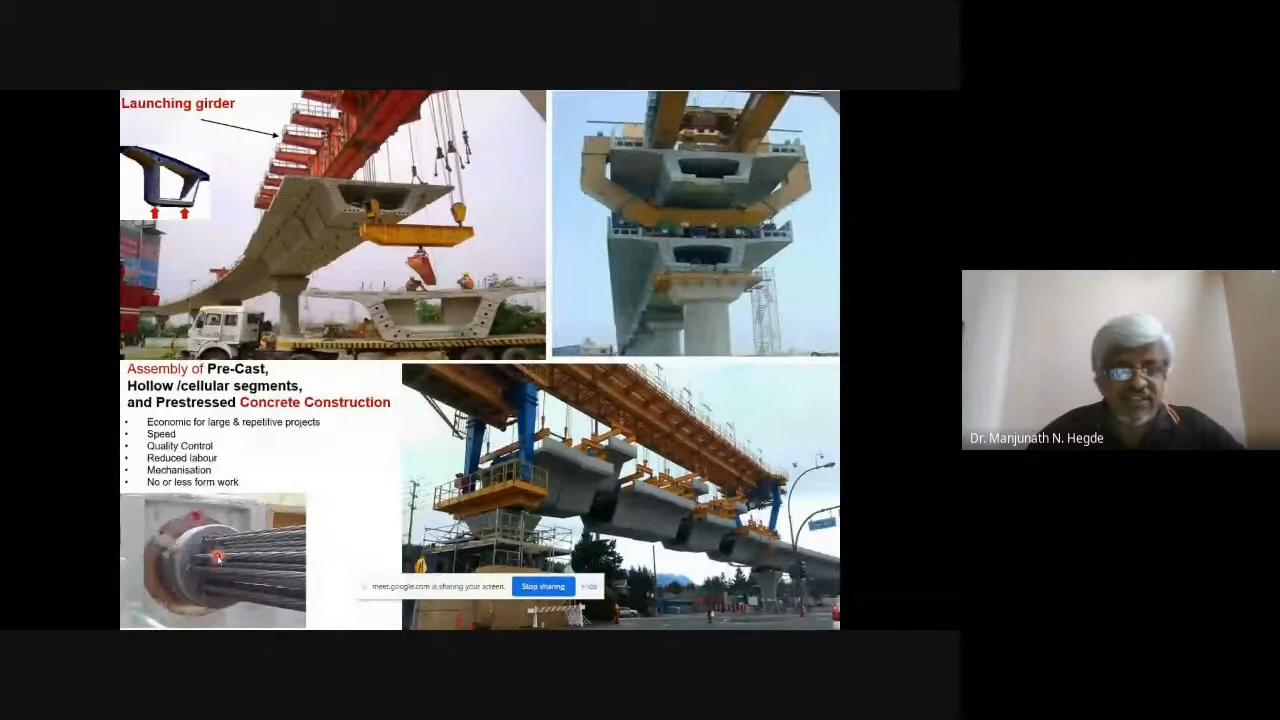 Launching girder
Assembly of Pre-Cast,
Hollow /cellular segments,
and Prestressed Concrete Construction
• Economic for large & repetitive projects
• Speed
• Quality Control
• Reduced labour
• Mechanisation
• No or less form work
meet.google.com is sharing your screen. Stop sharing Hide
Dr. Manjunath N. Hegde